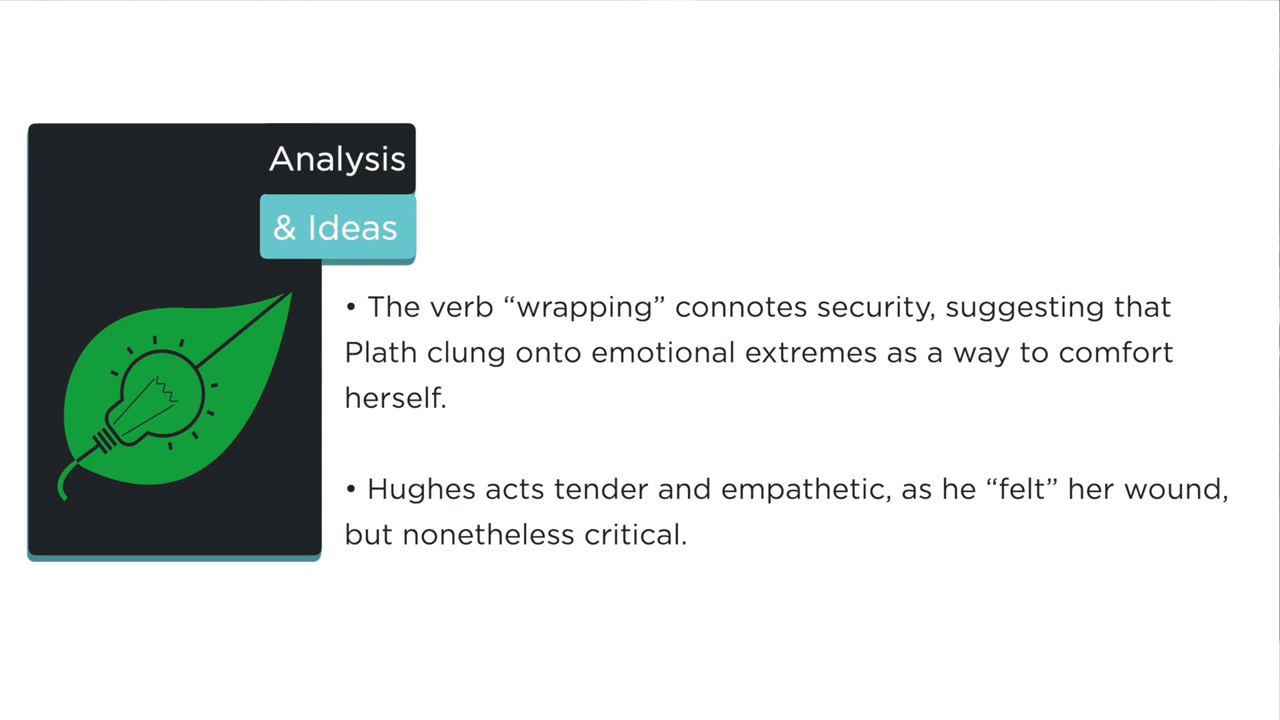 Analysis
& Ideas
• The verb “wrapping” connotes security, suggesting that
Plath clung onto emotional extremes as a way to comfort
herself.
• Hughes acts tender and empathetic, as he “felt” her wound,
but nonetheless critical.